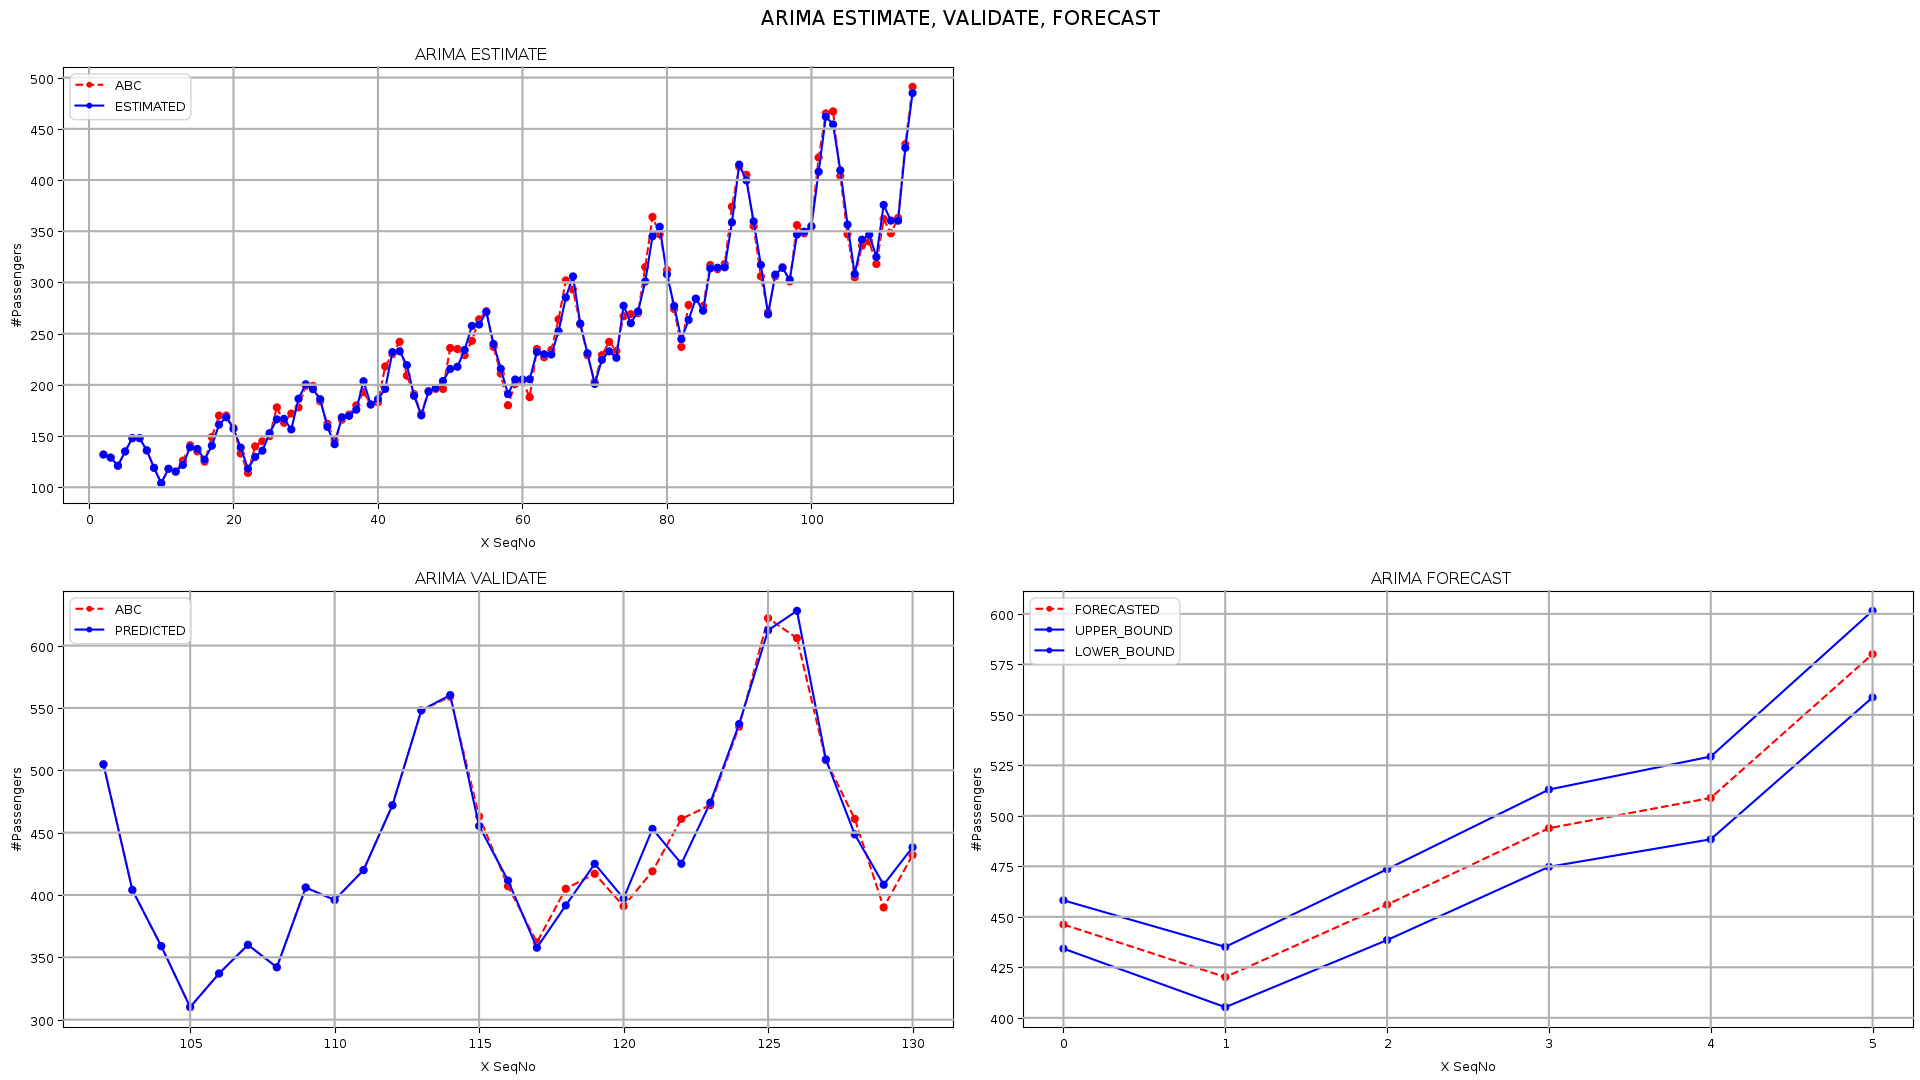 ARIMA ESTIMATE, VALIDATE, FORECAST
ARIMA ESTIMATE
ABC
ESTIMATED
500
450
400
350
300
250
200
150
100
#Passengers
0 20 40 60 80 100
X SeqNo
ARIMA VALIDATE
ABC
PREDICTED
600
550
500
450
400
350
300
#Passengers
105 110 115 120 125 130
X SeqNo
ARIMA FORECAST
FORECASTED
UPPER_BOUND
LOWER_BOUND
600
575
550
525
500
475
450
425
400
#Passengers
0 1 2 3 4 5
X SeqNo